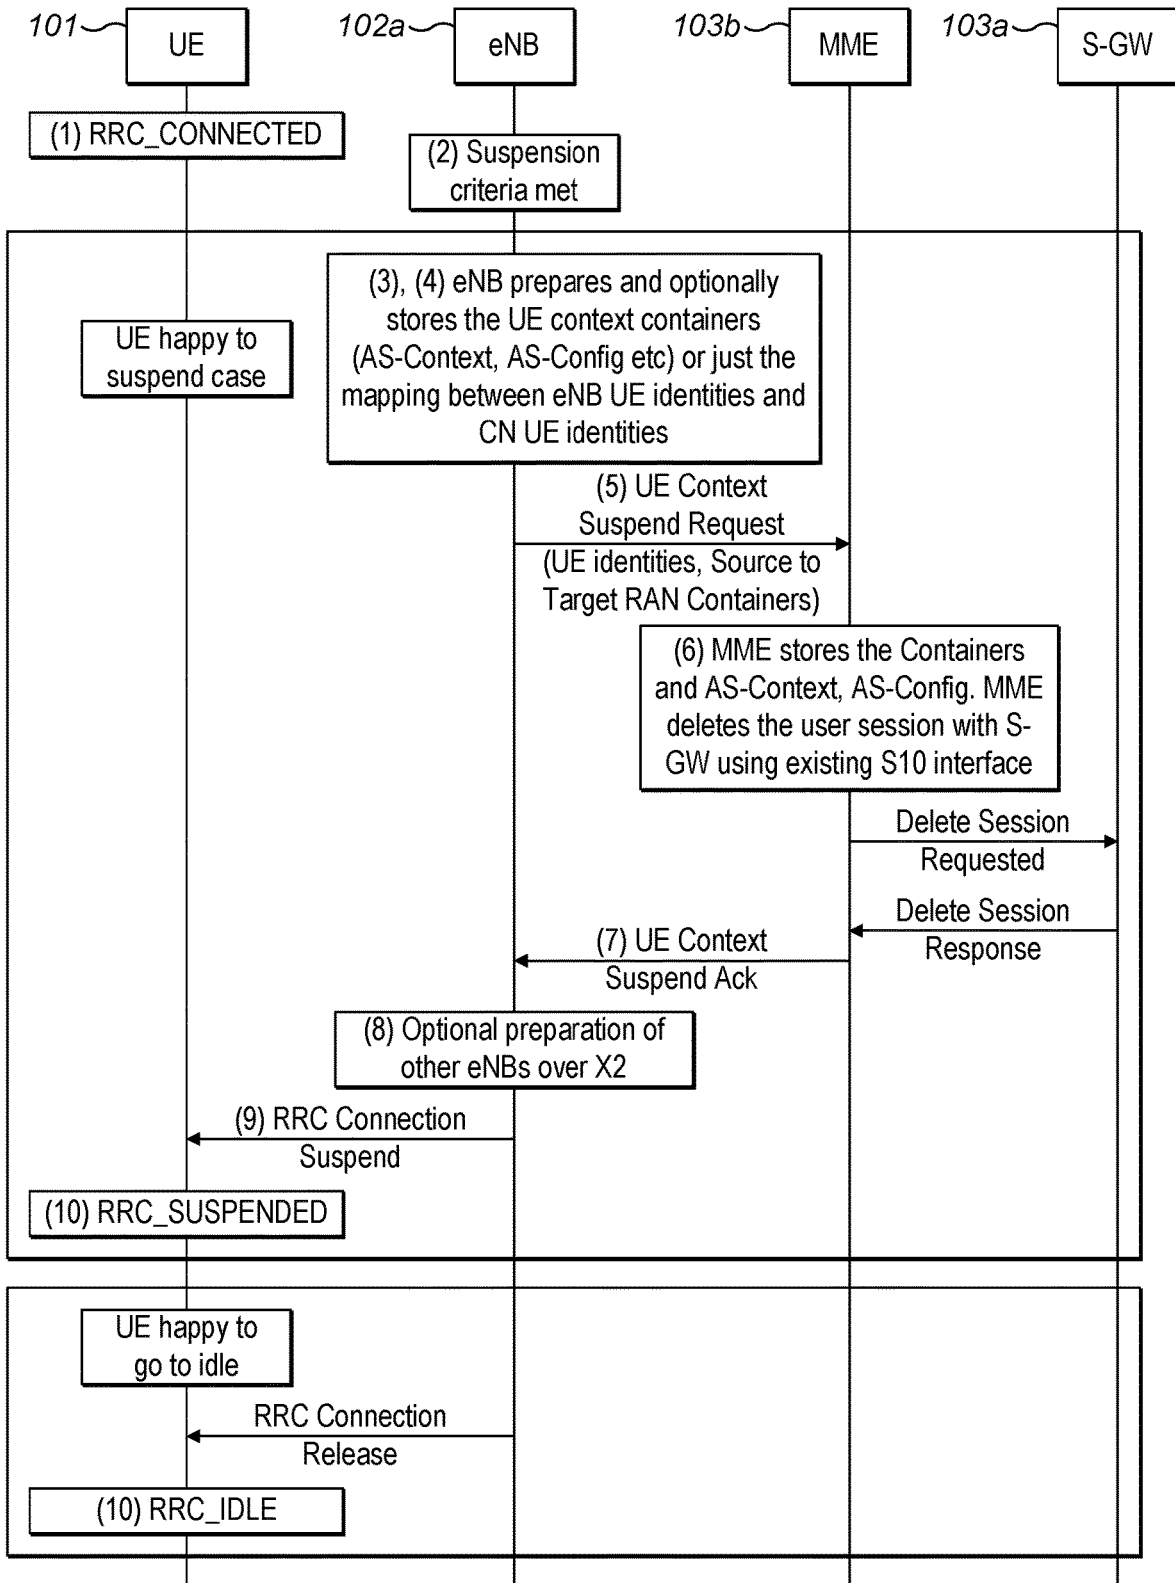 101
UE
102a
eNB
103b
MME
103a
S-GW
(1) RRC_CONNECTED
(2) Suspension
criteria met
(3), (4) eNB prepares and optionally
stores the UE context containers
(AS-Context, AS-Config etc) or just the
mapping between eNB UE identities and
CN UE identities
UE happy to
suspend case
(5) UE Context
Suspend Request
(UE identities, Source to
Target RAN Containers)
(6) MME stores the Containers
and AS-Context, AS-Config. MME
deletes the user session with S-
GW using existing S10 interface
Delete Session
Requested
Delete Session
Response
(7) UE Context
Suspend Ack
(8) Optional preparation of
other eNBs over X2
(9) RRC Connection
Suspend
(10) RRC_SUSPENDED
UE happy to
go to idle
RRC Connection
Release
(10) RRC_IDLE